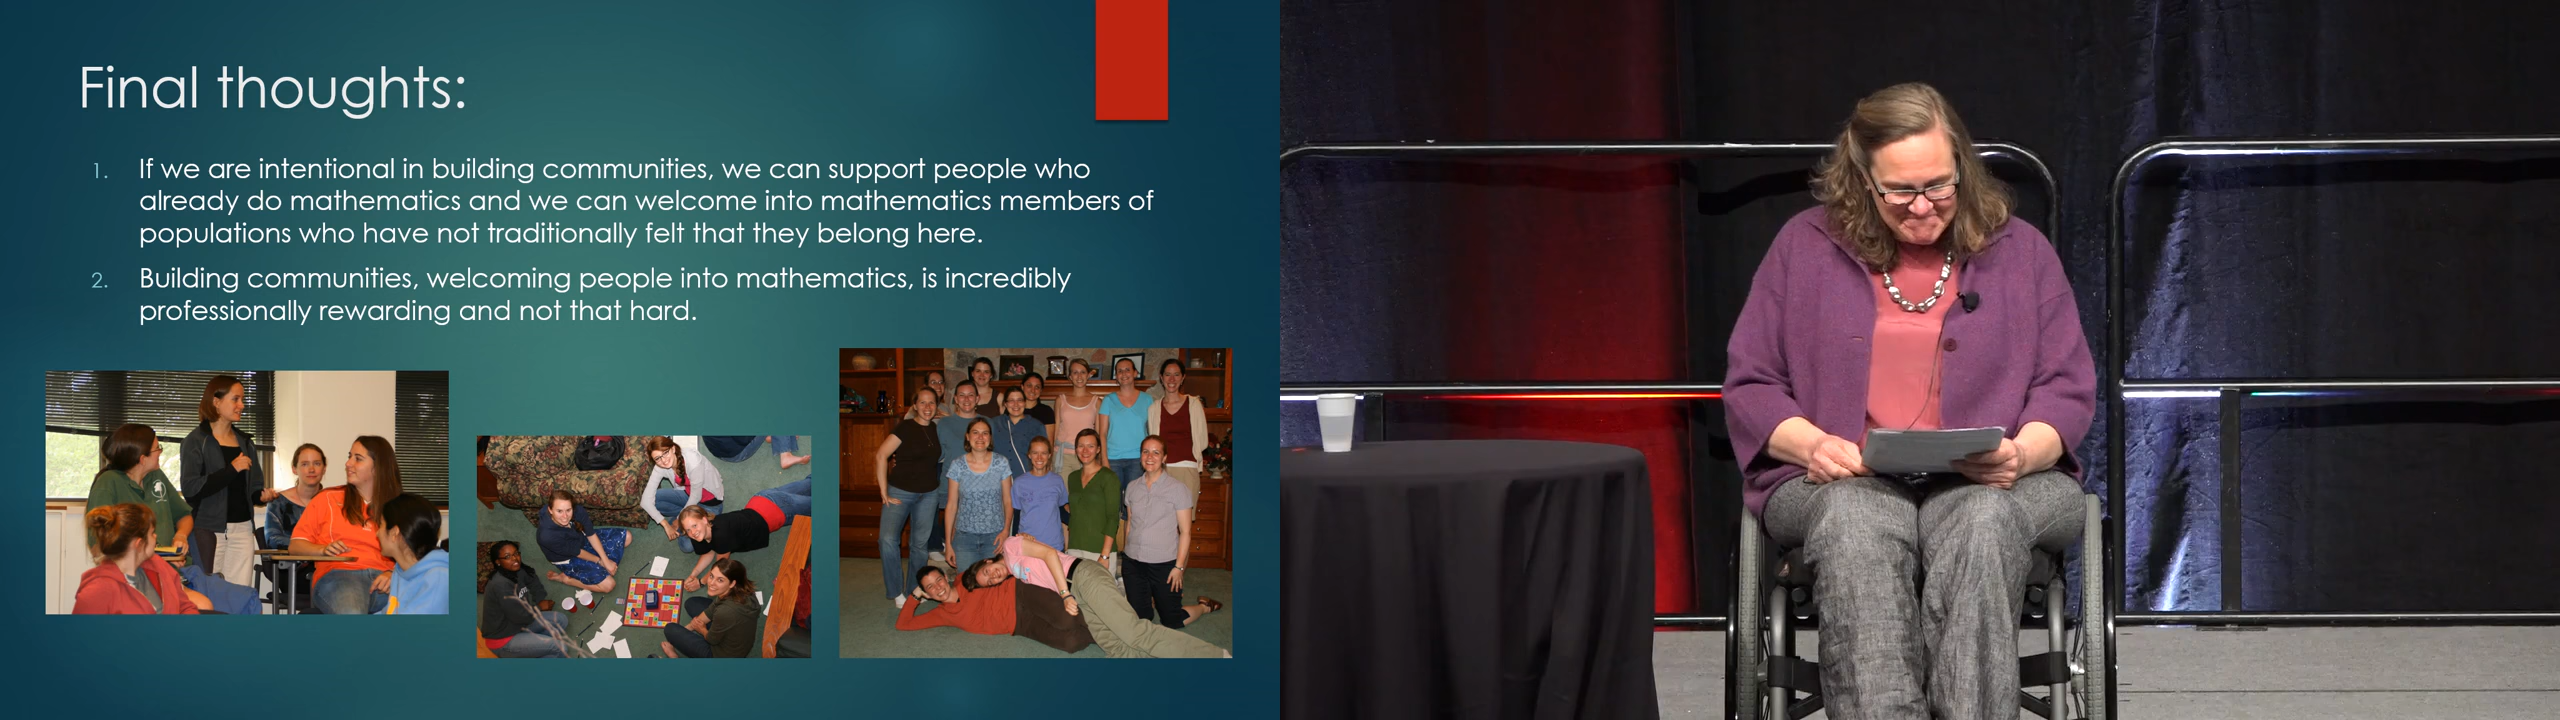 Final thoughts:
1. If we are intentional in building communities, we can support people who
already do mathematics and we can welcome into mathematics members of
populations who have not traditionally felt that they belong here.
2. Building communities, welcoming people into mathematics, is incredibly
professionally rewarding and not that hard.